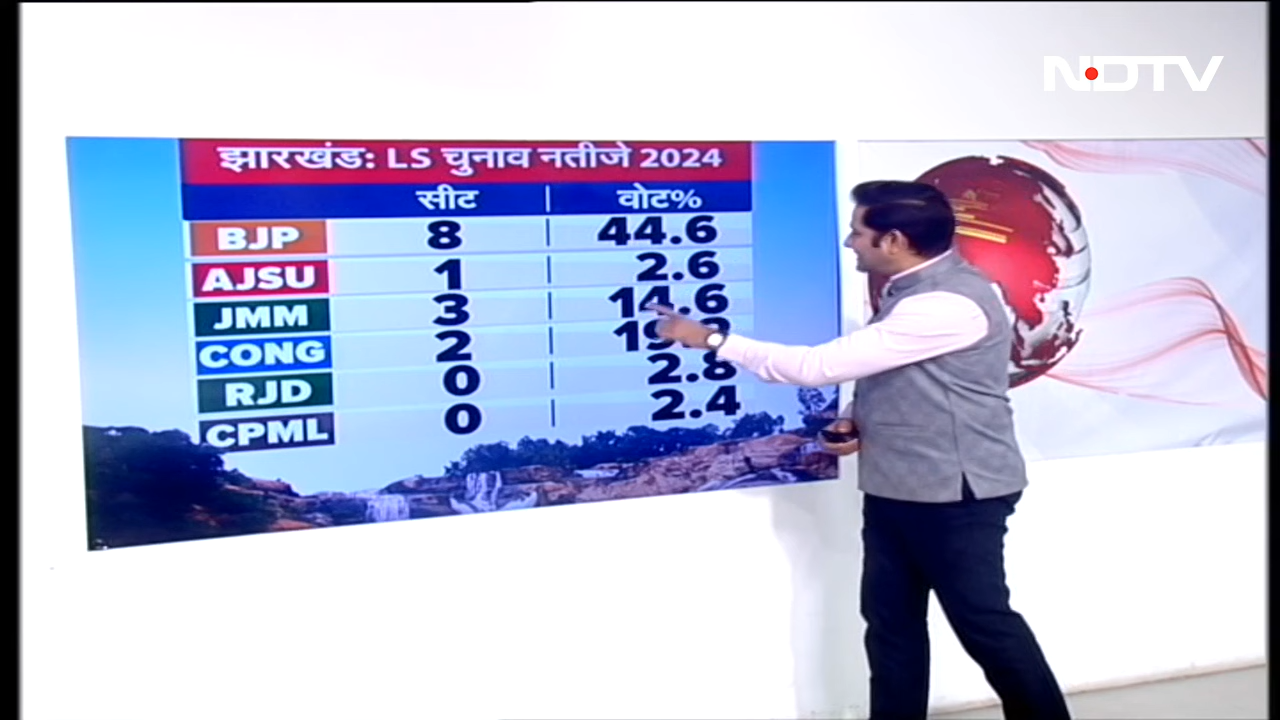 NDTV
झारखंड: LS चुनाव नतीजे 2024
सीट | वोट%
BJP 8 | 44.6
AJSU 1 | 2.6
JMM 3 | 14.6
CONG 2 |
RJD 0 | 2.8
CPML 0 | 2.4